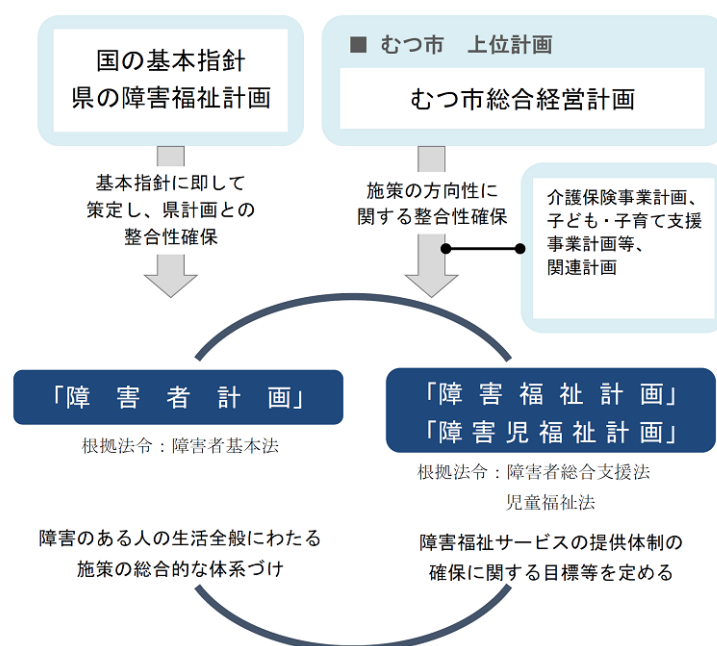 国の基本指針
県の障害福祉計画
■ むつ市　上位計画
むつ市総合経営計画
基本指針に即して
策定し、県計画との
整合性確保
施策の方向性に
関する整合性確保
介護保険事業計画、
子ども・子育て支援
事業計画等、
関連計画
「障害者計画」
根拠法令：障害者基本法
障害のある人の生活全般にわたる
施策の総合的な体系づけ
「障害福祉計画」
「障害児福祉計画」
根拠法令：障害者総合支援法
児童福祉法
障害福祉サービスの提供体制の
確保に関する目標等を定める